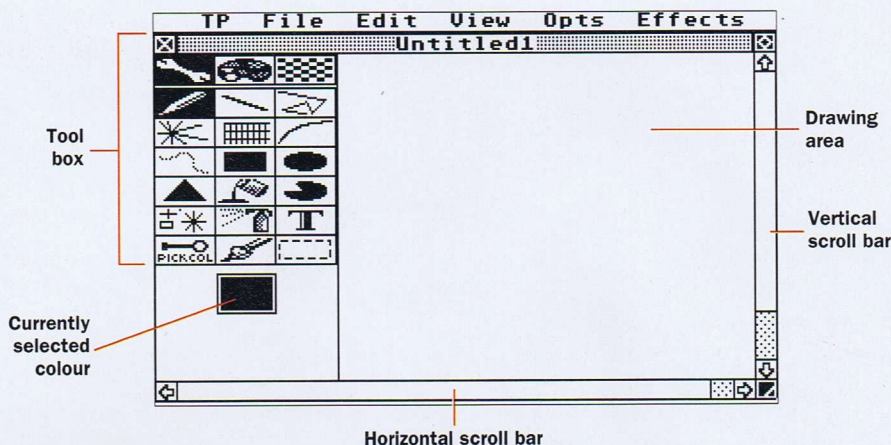 TP File Edit View Opts Effects
Untitled1
Tool
box
Drawing
area
T
Vertical
scroll bar
PICKCOL
Currently
selected
colour
Horizontal scroll bar